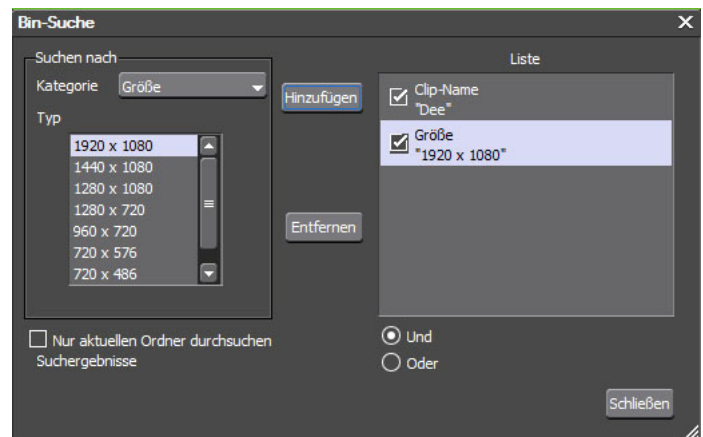 Bin-Suche
Suchen nach
Kategorie Größe
Typ
1920 x 1080
1440 x 1080
1280 x 1080
1280 x 720
960 x 720
720 x 576
720 x 486
Nur aktuellen Ordner durchsuchen
Suchergebnisse
Hinzufügen
Entfernen
Liste
Clip-Name
"Dee"
Größe
"1920 x 1080"
Und
Oder
Schließen